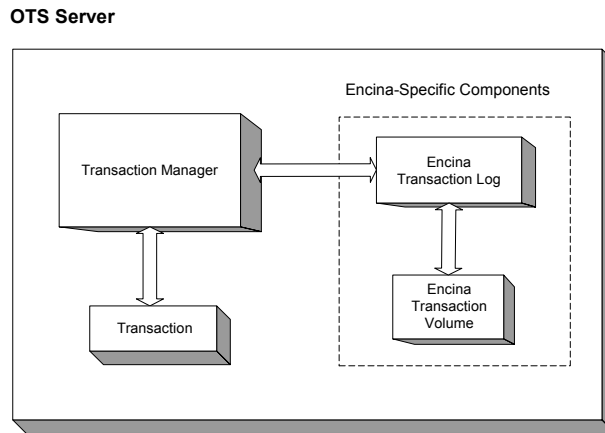 OTS Server
Encina-Specific Components
Transaction Manager
Encina
Transaction Log
Transaction
Encina
Transaction
Volume